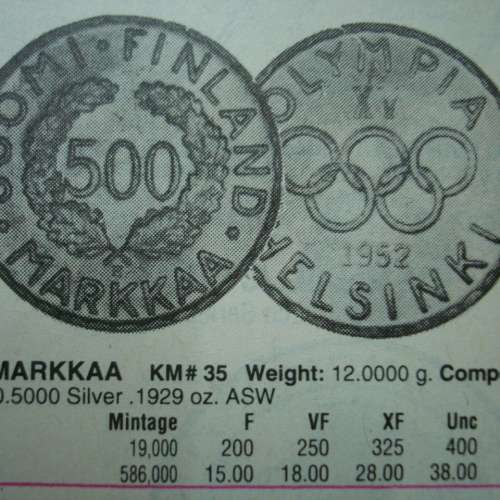 SUOMI · FINLAND
500
· MARKKAA ·
OLYMPIA
XV
1952
HELSINKI
MARKKAA KM# 35 Weight: 12.0000 g. Compo
0.5000 Silver .1929 oz. ASW
Mintage F VF XF Unc
19,000 200 250 325 400
586,000 15.00 18.00 28.00 38.00